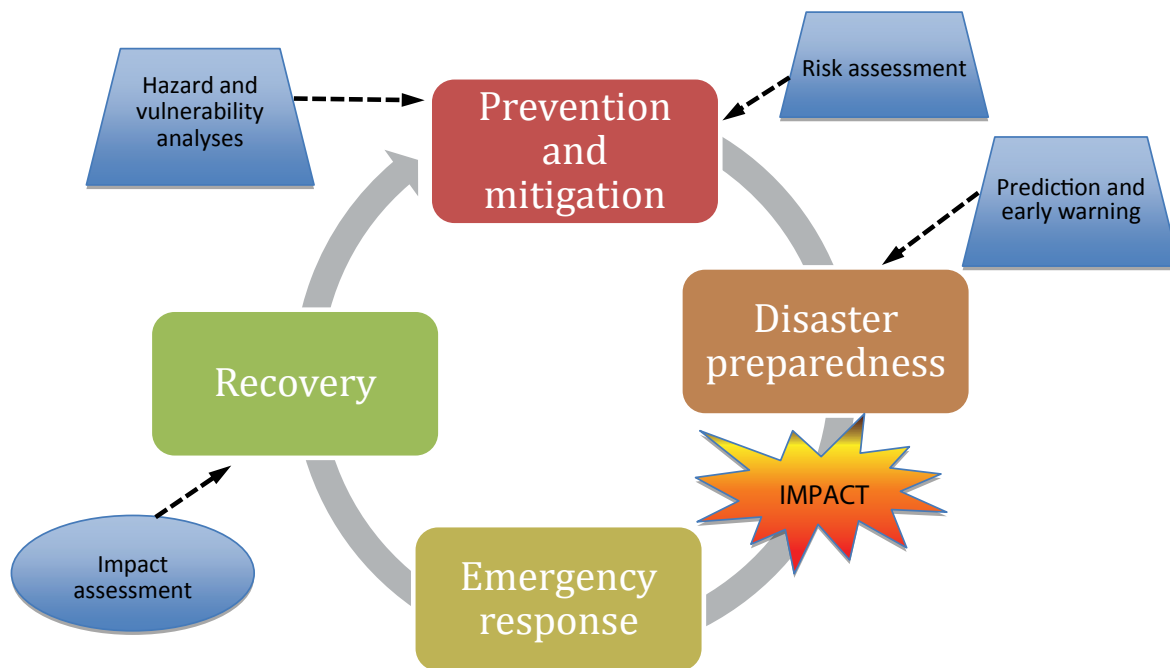 Hazard and
vulnerability
analyses
Prevention
and
mitigation
Risk assessment
Prediction and
early warning
Disaster
preparedness
IMPACT
Emergency
response
Recovery
Impact
assessment